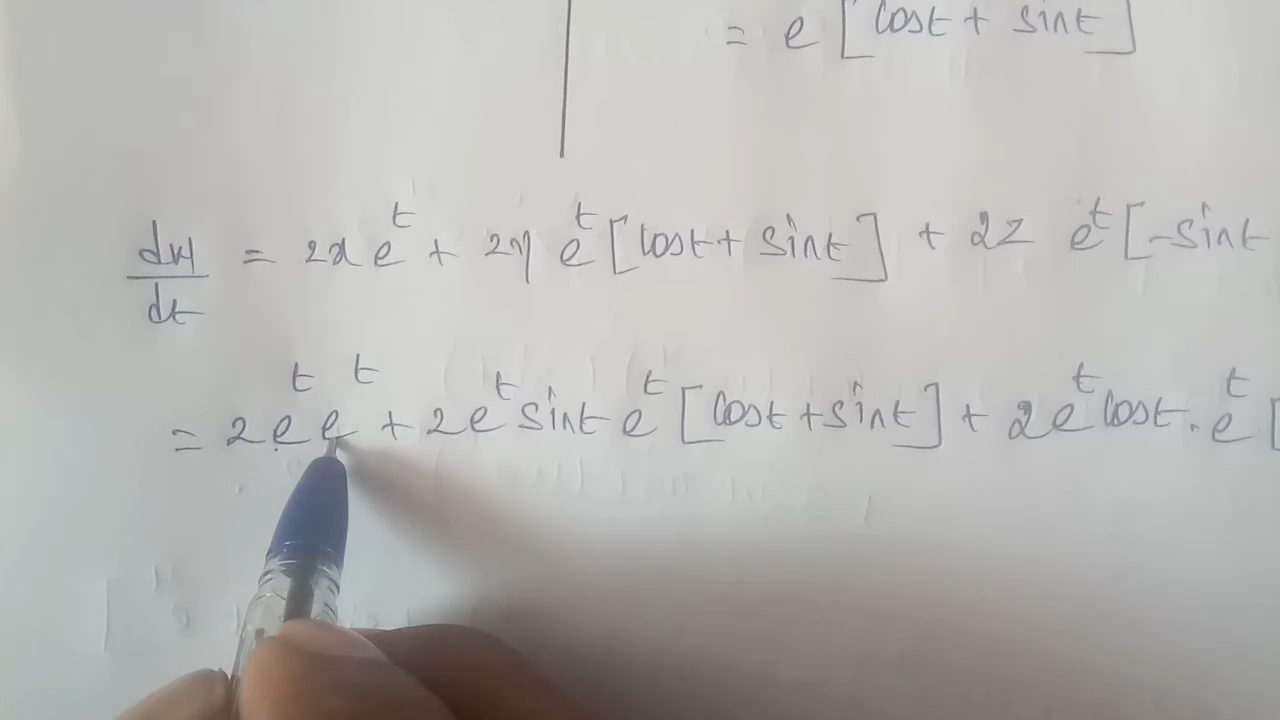 = e [cost + sint]
du/dt = 2x e^t + 2y e^t [cost + sint] + 2z e^t [-sint
= 2e^t e^t + 2e^t sint e^t [cost + sint] + 2e^t cost . e^t [